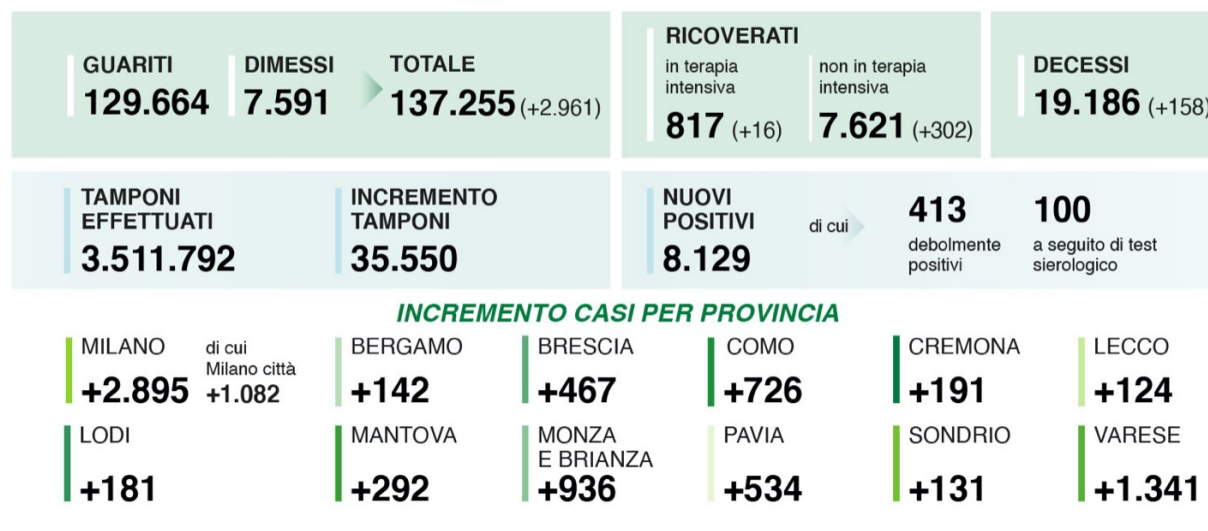 GUARITI
129.664
DIMESSI
7.591
TOTALE
137.255 (+2.961)
RICOVERATI
in terapia
intensiva
817 (+16)
non in terapia
intensiva
7.621 (+302)
DECESSI
19.186 (+158)
TAMPONI
EFFETTUATI
3.511.792
INCREMENTO
TAMPONI
35.550
NUOVI
POSITIVI
8.129
di cui
413
debolmente
positivi
100
a seguito di test
sierologico
INCREMENTO CASI PER PROVINCIA
MILANO
+2.895
di cui
Milano città
+1.082
BERGAMO
+142
BRESCIA
+467
COMO
+726
CREMONA
+191
LECCO
+124
LODI
+181
MANTOVA
+292
MONZA
E BRIANZA
+936
PAVIA
+534
SONDRIO
+131
VARESE
+1.341